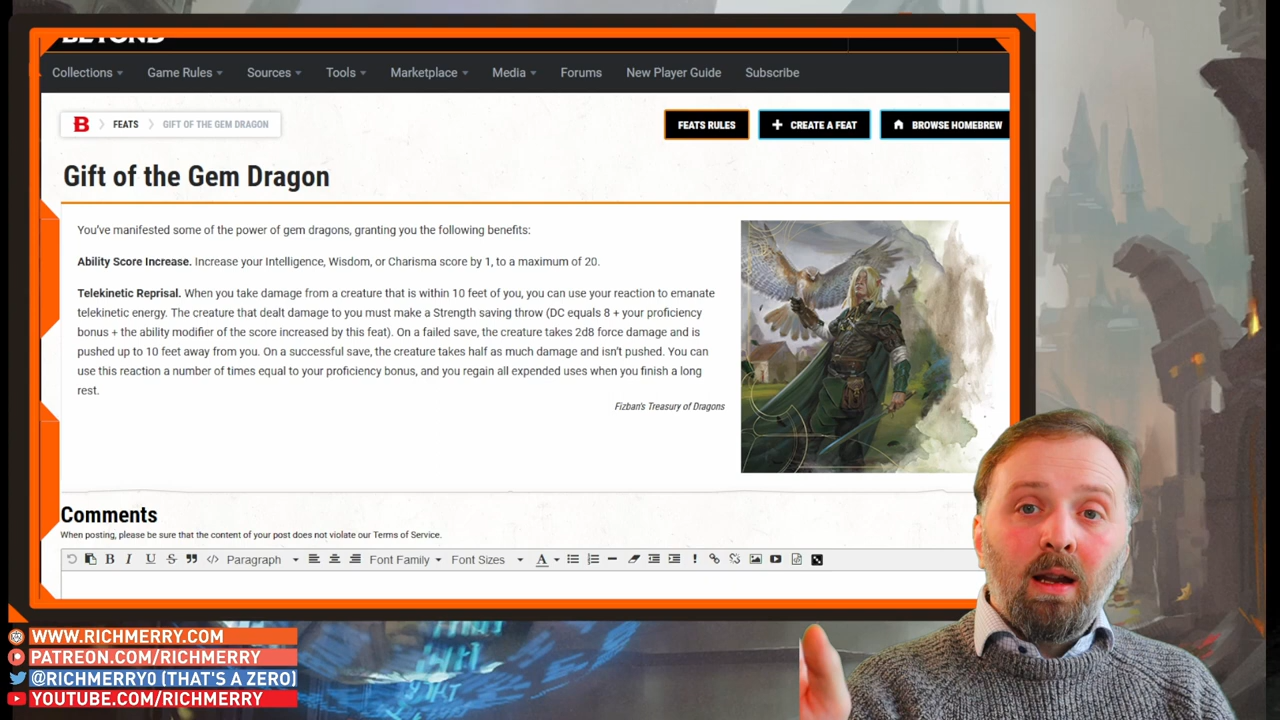 BEYOND
Collections Game Rules Sources Tools Marketplace Media Forums New Player Guide Subscribe
B FEATS GIFT OF THE GEM DRAGON
FEATS RULES + CREATE A FEAT BROWSE HOMEBREW
Gift of the Gem Dragon
You've manifested some of the power of gem dragons, granting you the following benefits:
Ability Score Increase. Increase your Intelligence, Wisdom, or Charisma score by 1, to a maximum of 20.
Telekinetic Reprisal. When you take damage from a creature that is within 10 feet of you, you can use your reaction to emanate
telekinetic energy. The creature that dealt damage to you must make a Strength saving throw (DC equals 8 + your proficiency
bonus + the ability modifier of the score increased by this feat). On a failed save, the creature takes 2d8 force damage and is
pushed up to 10 feet away from you. On a successful save, the creature takes half as much damage and isn't pushed. You can
use this reaction a number of times equal to your proficiency bonus, and you regain all expended uses when you finish a long
rest.
Fizban's Treasury of Dragons
Comments
When posting, please be sure that the content of your post does not violate our Terms of Service.
B I U S Paragraph Font Family Font Sizes A
WWW.RICHMERRY.COM
PATREON.COM/RICHMERRY
@RICHMERRY0 (THAT'S A ZERO)
YOUTUBE.COM/RICHMERRY